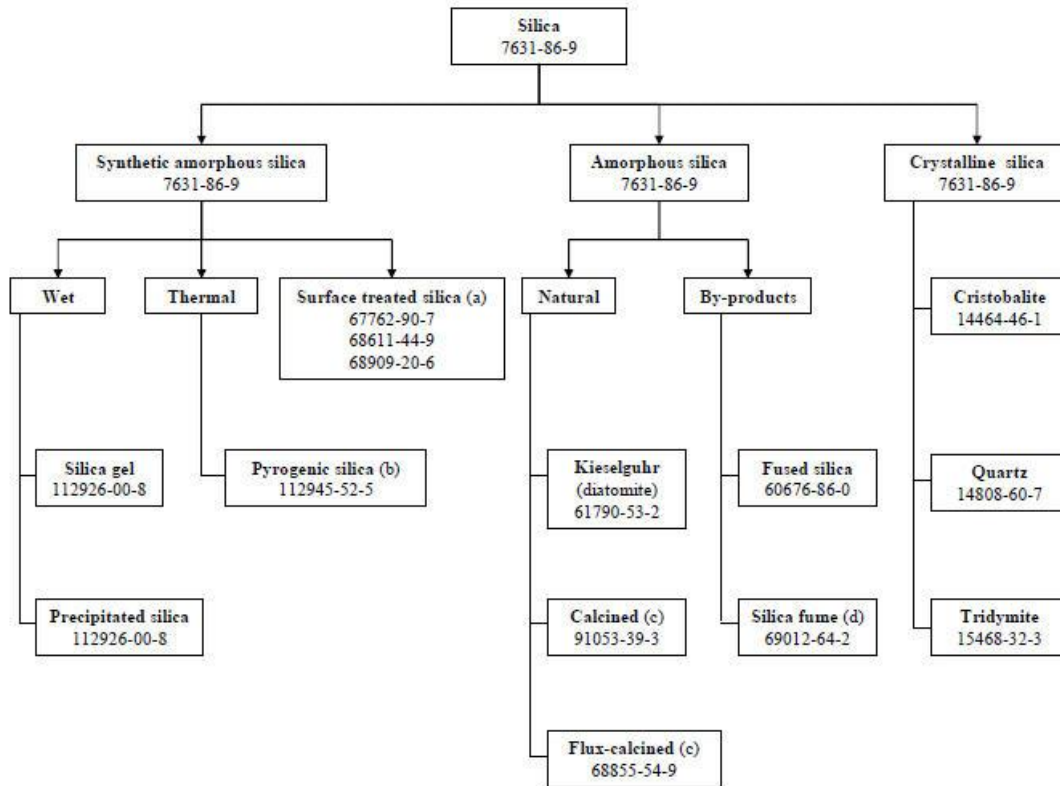 Silica
7631-86-9
Synthetic amorphous silica
7631-86-9
Amorphous silica
7631-86-9
Crystalline silica
7631-86-9
Wet
Thermal
Surface treated silica (a)
67762-90-7
68611-44-9
68909-20-6
Natural
By-products
Cristobalite
14464-46-1
Silica gel
112926-00-8
Pyrogenic silica (b)
112945-52-5
Kieselguhr
(diatomite)
61790-53-2
Fused silica
60676-86-0
Quartz
14808-60-7
Precipitated silica
112926-00-8
Calcined (c)
91053-39-3
Silica fume (d)
69012-64-2
Tridymite
15468-32-3
Flux-calcined (c)
68855-54-9